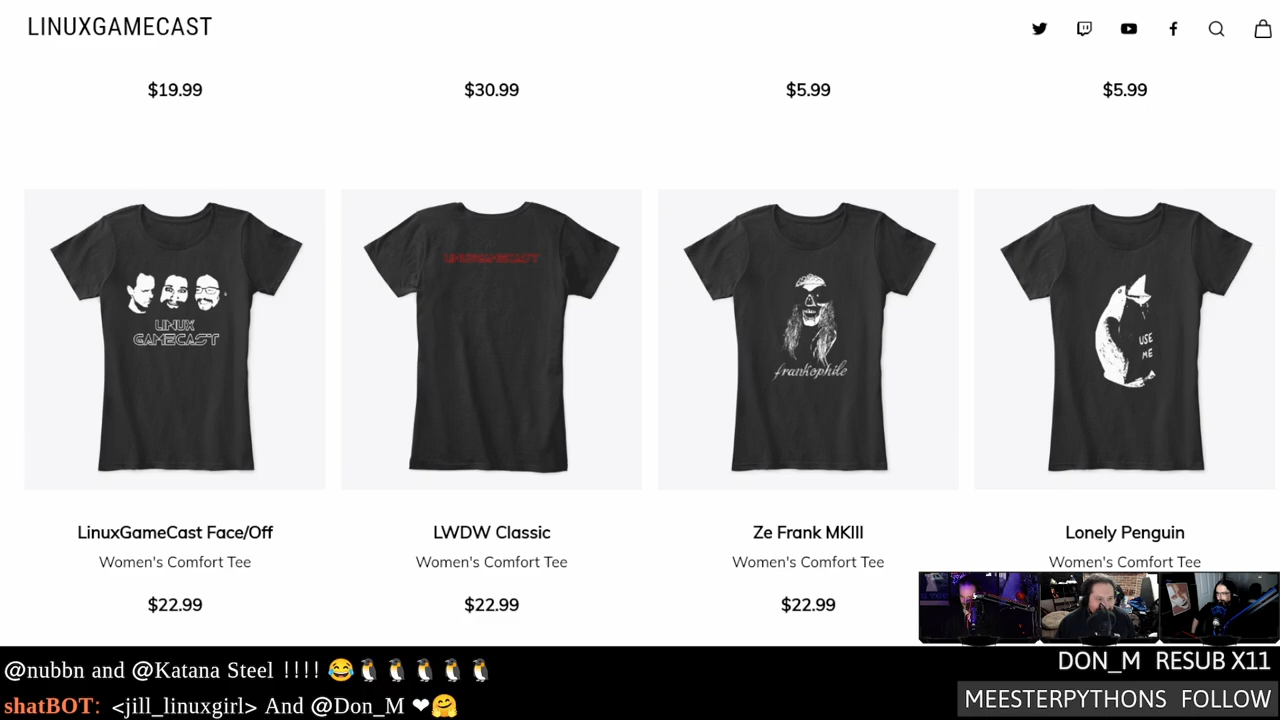 LINUXGAMECAST
$19.99 $30.99 $5.99 $5.99
LINUX
GAMECAST
LINUXGAMECAST
frankophile
USE
ME
LinuxGameCast Face/Off LWDW Classic Ze Frank MKIII Lonely Penguin
Women's Comfort Tee Women's Comfort Tee Women's Comfort Tee Women's Comfort Tee
$22.99 $22.99 $22.99
@nubbn and @Katana Steel !!!! 😂🐧🐧🐧🐧🐧
shatBOT: <jill_linuxgirl> And @Don_M ❤🤗
DON_M RESUB X11
MEESTERPYTHONS FOLLOW